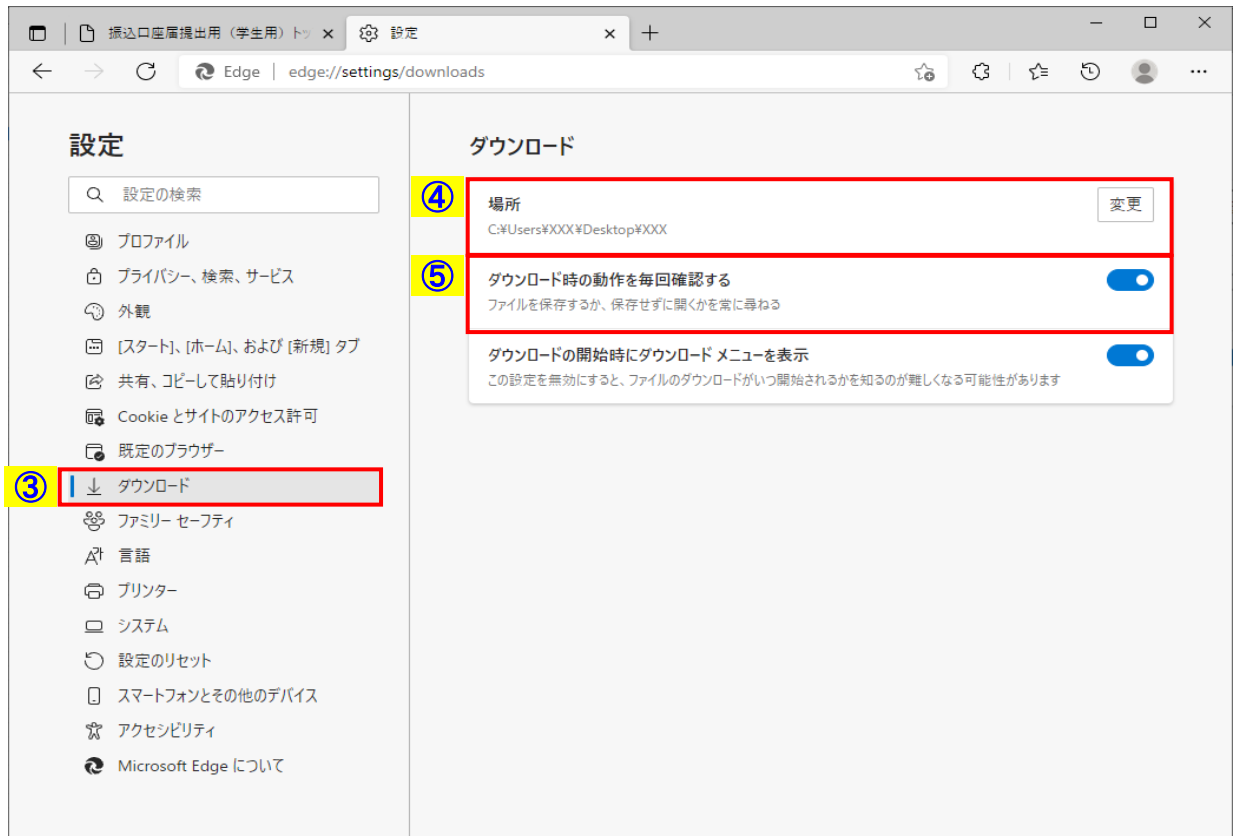 振込口座届提出用（学生用）トッ
設定
Edge
edge://settings/downloads
設定
設定の検索
プロファイル
プライバシー、検索、サービス
外観
[スタート]、[ホーム]、および [新規] タブ
共有、コピーして貼り付け
Cookie とサイトのアクセス許可
既定のブラウザー
③
ダウンロード
ファミリー セーフティ
言語
プリンター
システム
設定のリセット
スマートフォンとその他のデバイス
アクセシビリティ
Microsoft Edge について
ダウンロード
④
場所
変更
C:¥Users¥XXX¥Desktop¥XXX
⑤
ダウンロード時の動作を毎回確認する
ファイルを保存するか、保存せずに開くかを常に尋ねる
ダウンロードの開始時にダウンロード メニューを表示
この設定を無効にすると、ファイルのダウンロードがいつ開始されるかを知るのが難しくなる可能性があります